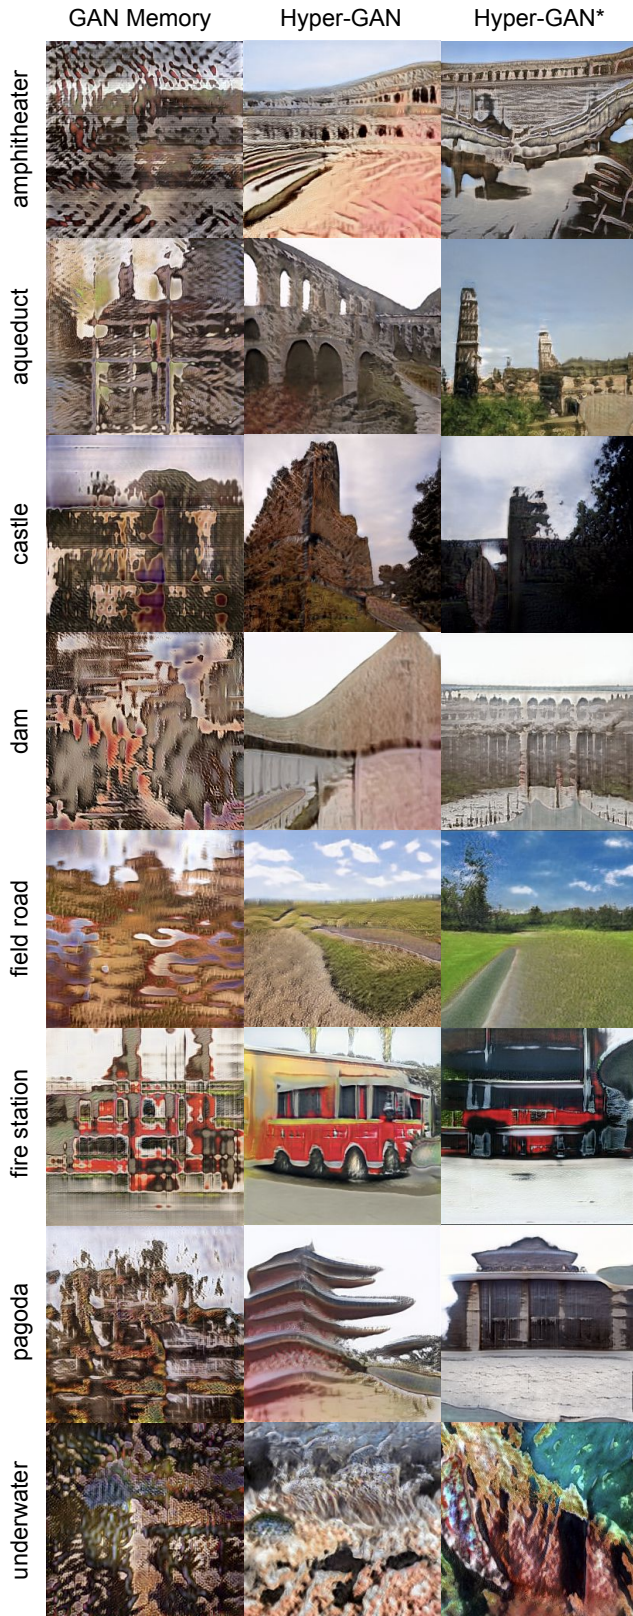 GAN Memory Hyper-GAN Hyper-GAN*
amphitheater
aqueduct
castle
dam
field road
fire station
pagoda
underwater